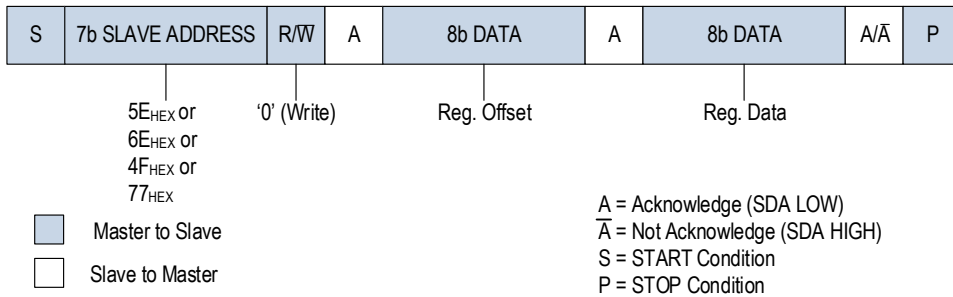 S 7b SLAVE ADDRESS R/W̅ A 8b DATA A 8b DATA A/A̅ P
5EHEX or
6EHEX or
4FHEX or
77HEX
'0' (Write)
Reg. Offset
Reg. Data
Master to Slave
Slave to Master
A = Acknowledge (SDA LOW)
A̅ = Not Acknowledge (SDA HIGH)
S = START Condition
P = STOP Condition